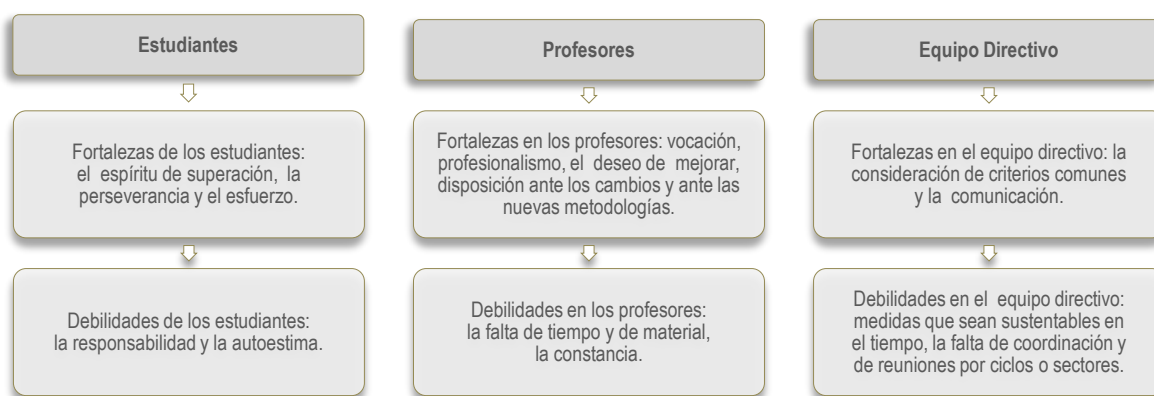 Estudiantes
Fortalezas de los estudiantes:
el espíritu de superación, la
perseverancia y el esfuerzo.
Debilidades de los estudiantes:
la responsabilidad y la autoestima.
Profesores
Fortalezas en los profesores: vocación,
profesionalismo, el deseo de mejorar,
disposición ante los cambios y ante las
nuevas metodologías.
Debilidades en los profesores:
la falta de tiempo y de material,
la constancia.
Equipo Directivo
Fortalezas en el equipo directivo: la
consideración de criterios comunes
y la comunicación.
Debilidades en el equipo directivo:
medidas que sean sustentables en
el tiempo, la falta de coordinación y
de reuniones por ciclos o sectores.